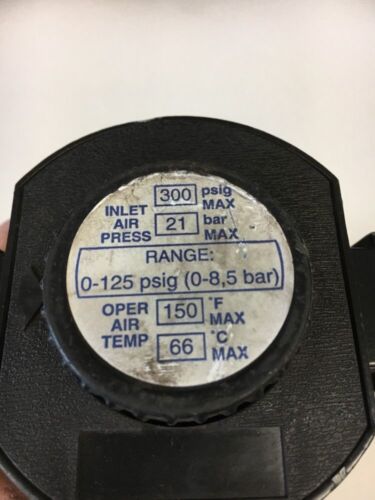 INLET AIR PRESS 300 psig MAX
21 bar MAX
RANGE:
0-125 psig (0-8,5 bar)
OPER AIR TEMP 150 °F MAX
66 °C MAX